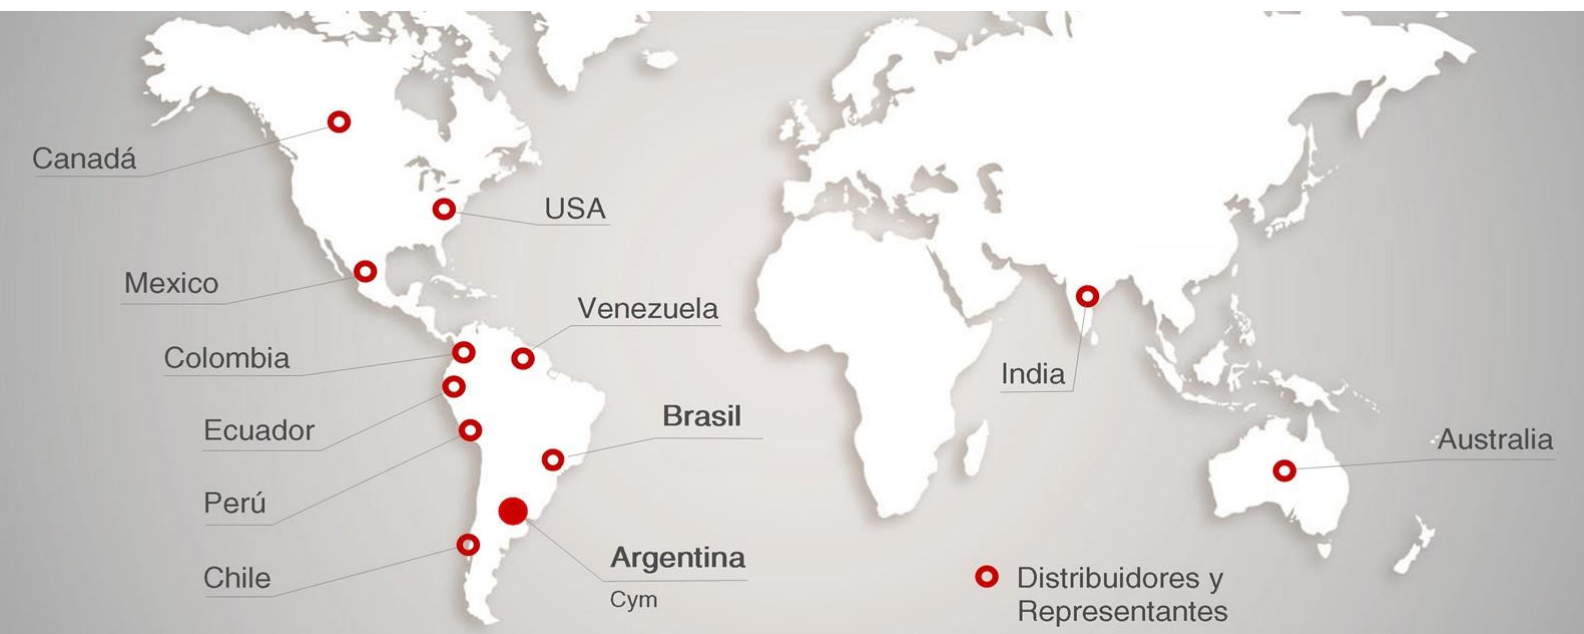 Canadá
USA
Mexico
Venezuela
Colombia
India
Brasil
Ecuador
Australia
Perú
Argentina
Cym
Chile
Distribuidores y
Representantes